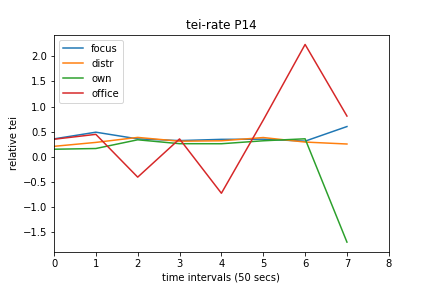 tei-rate P14
focus
distr
own
office
relative tei
2.0
1.5
1.0
0.5
0.0
−0.5
−1.0
−1.5
0 1 2 3 4 5 6 7 8
time intervals (50 secs)